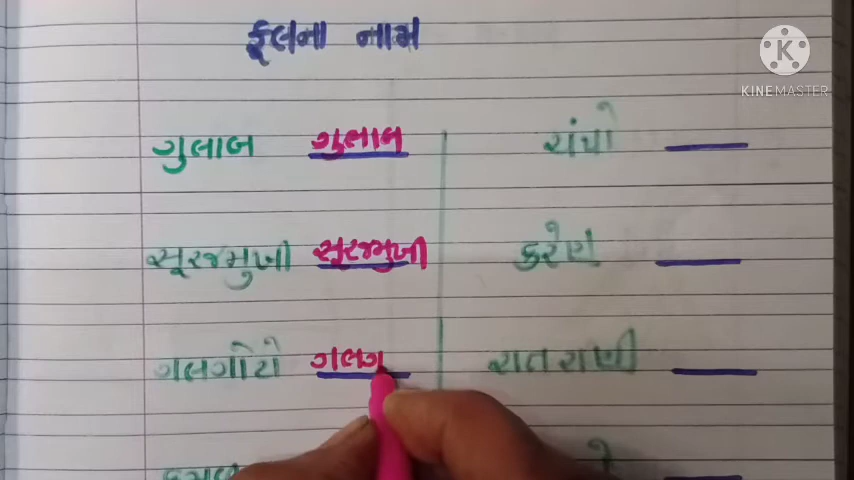 ફૂલના નામ
K
KINEMASTER
ગુલાબ ગુલાબ ચંપો
સૂરજમુખી સૂરજમુખી કરેણ
ગલગોટો ગલગ રાતરાણી